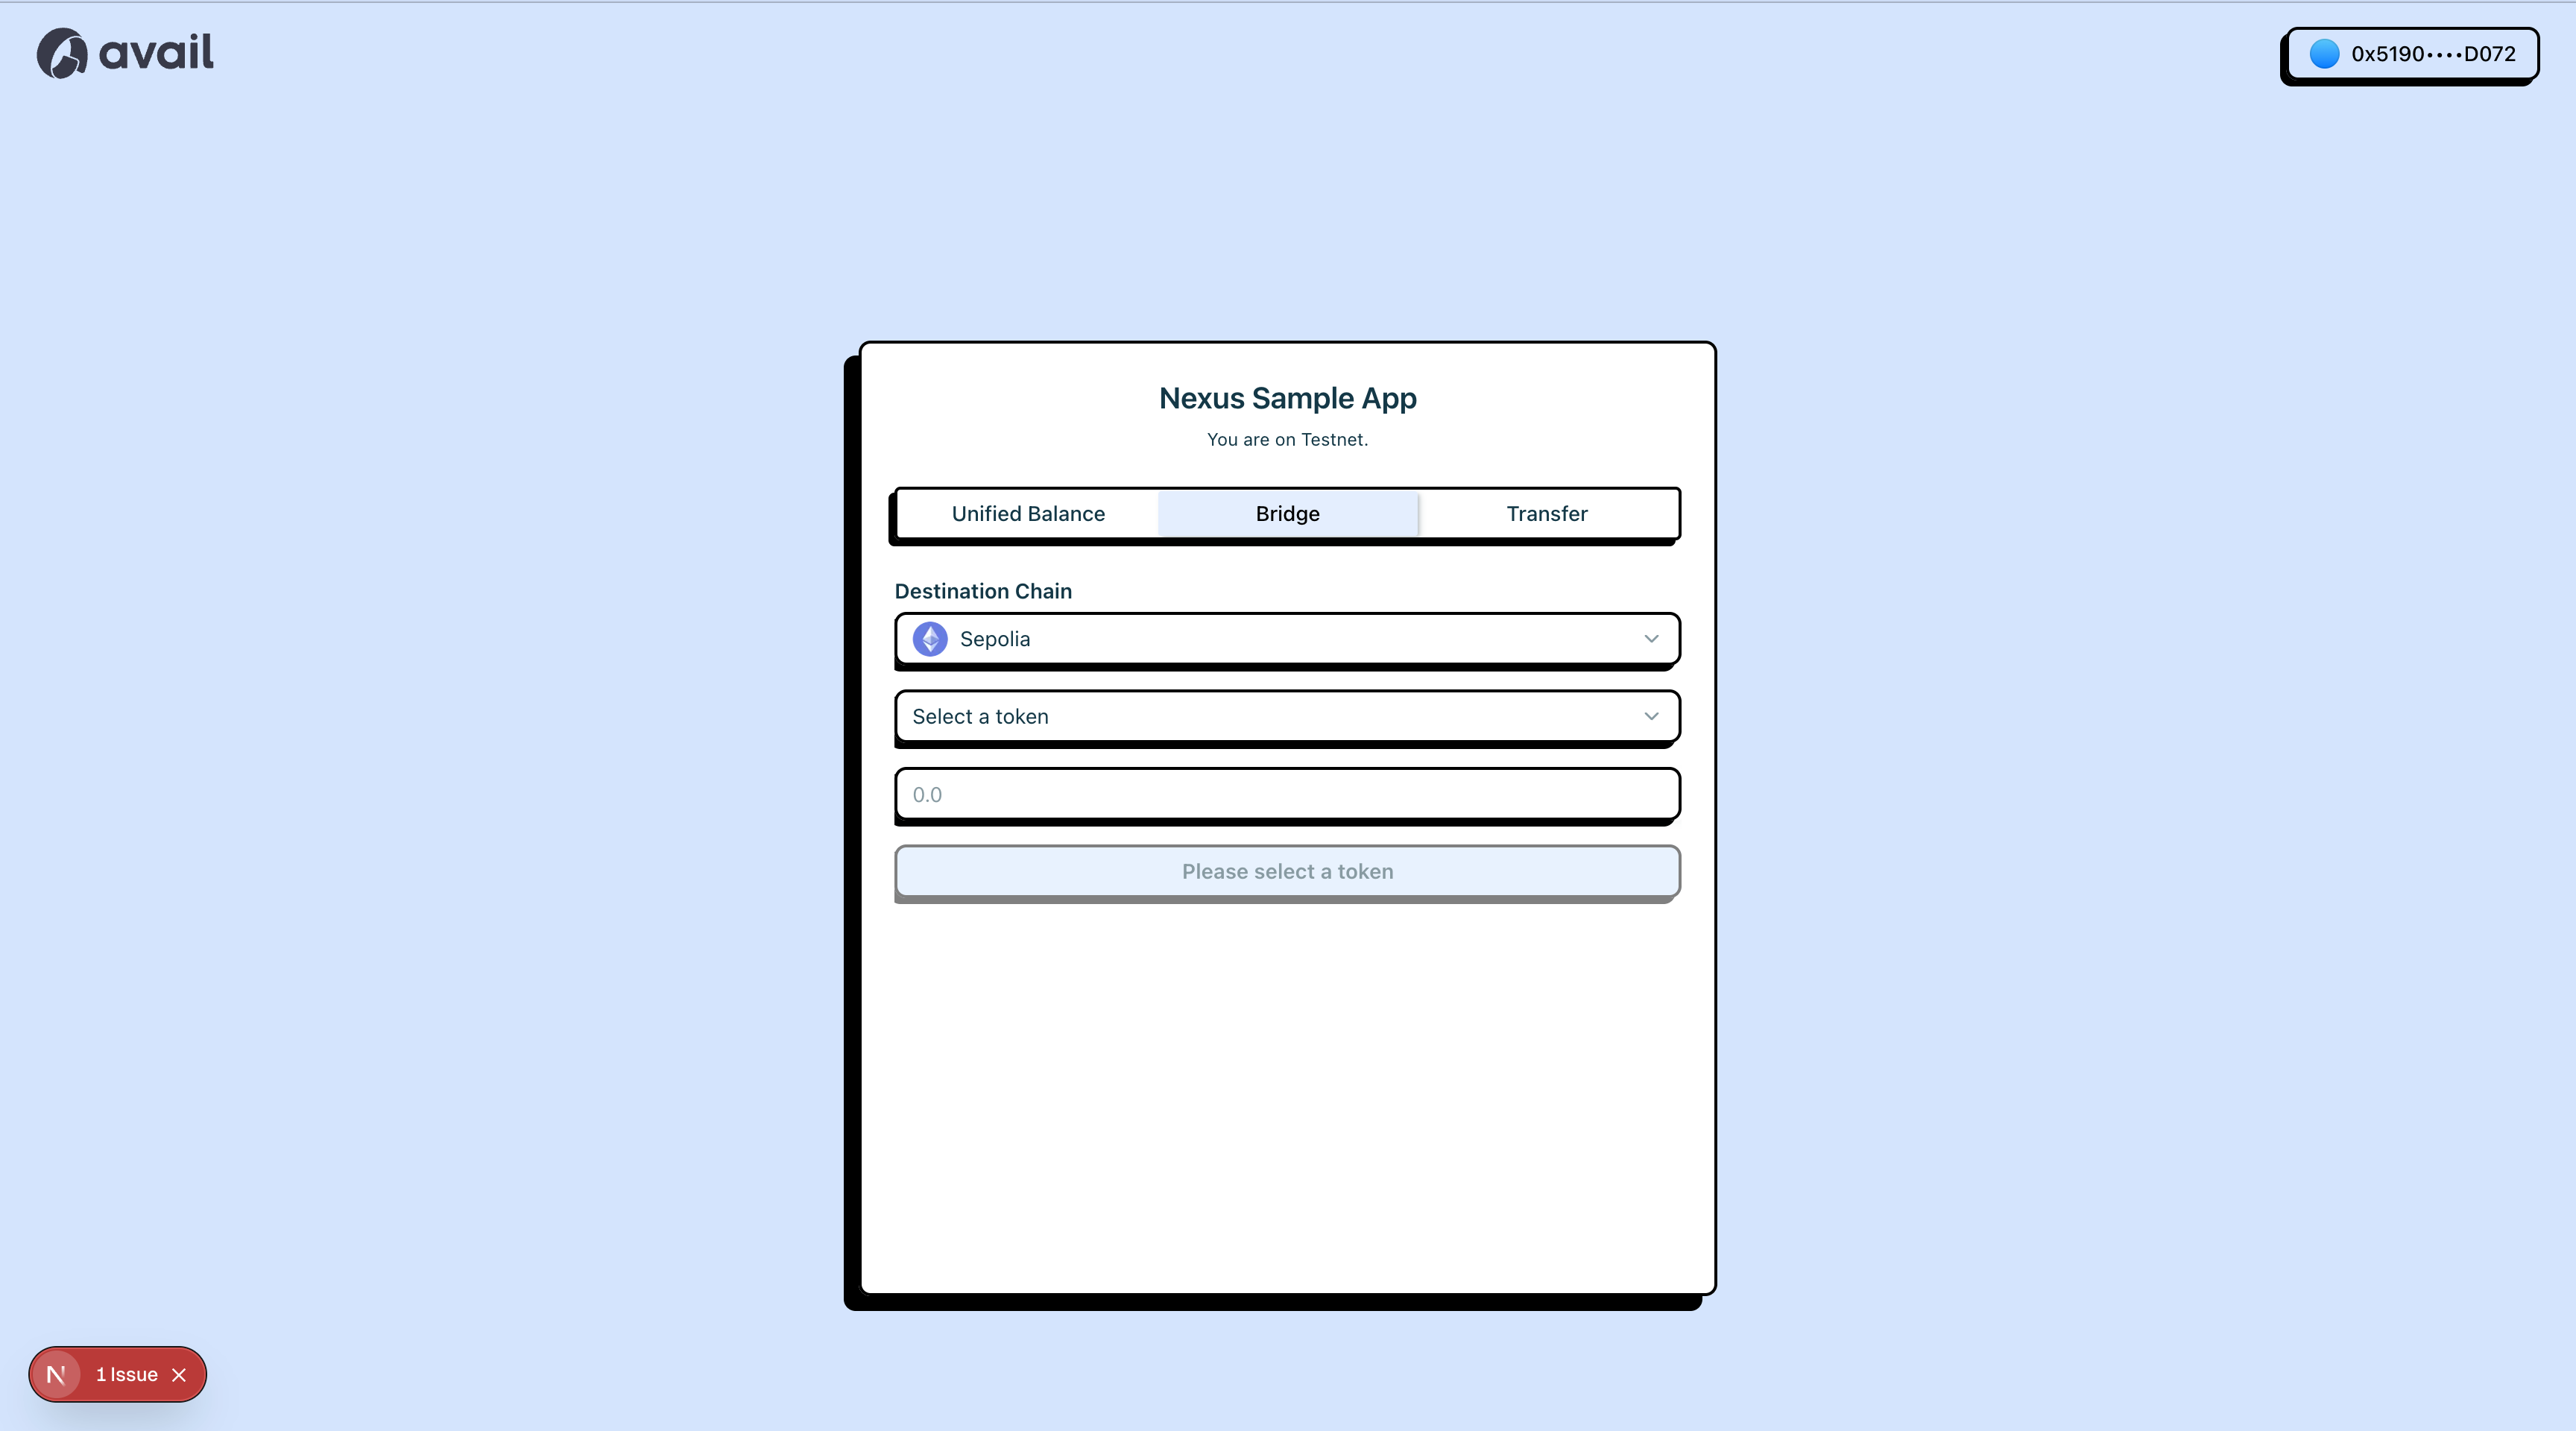 avail
0x5190••••D072
Nexus Sample App
You are on Testnet.
Unified Balance
Bridge
Transfer
Destination Chain
Sepolia
Select a token
0.0
Please select a token
N
1 Issue